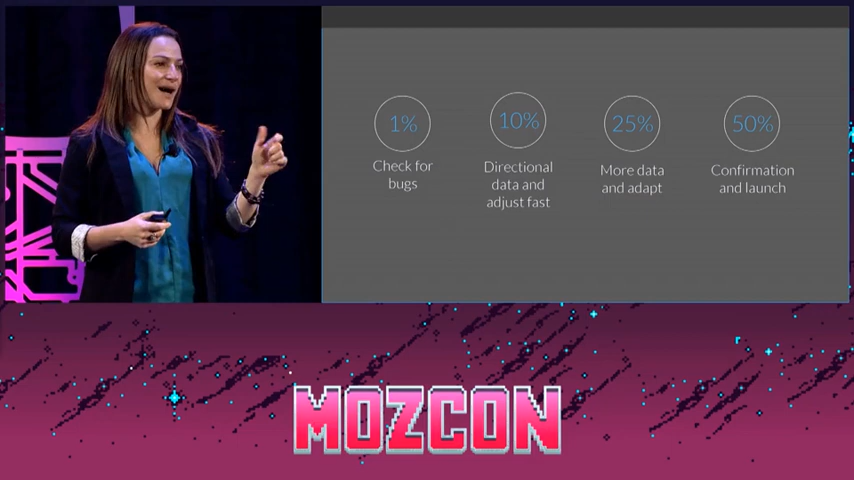 1%
Check for
bugs
10%
Directional
data and
adjust fast
25%
More data
and adapt
50%
Confirmation
and launch
MOZCON